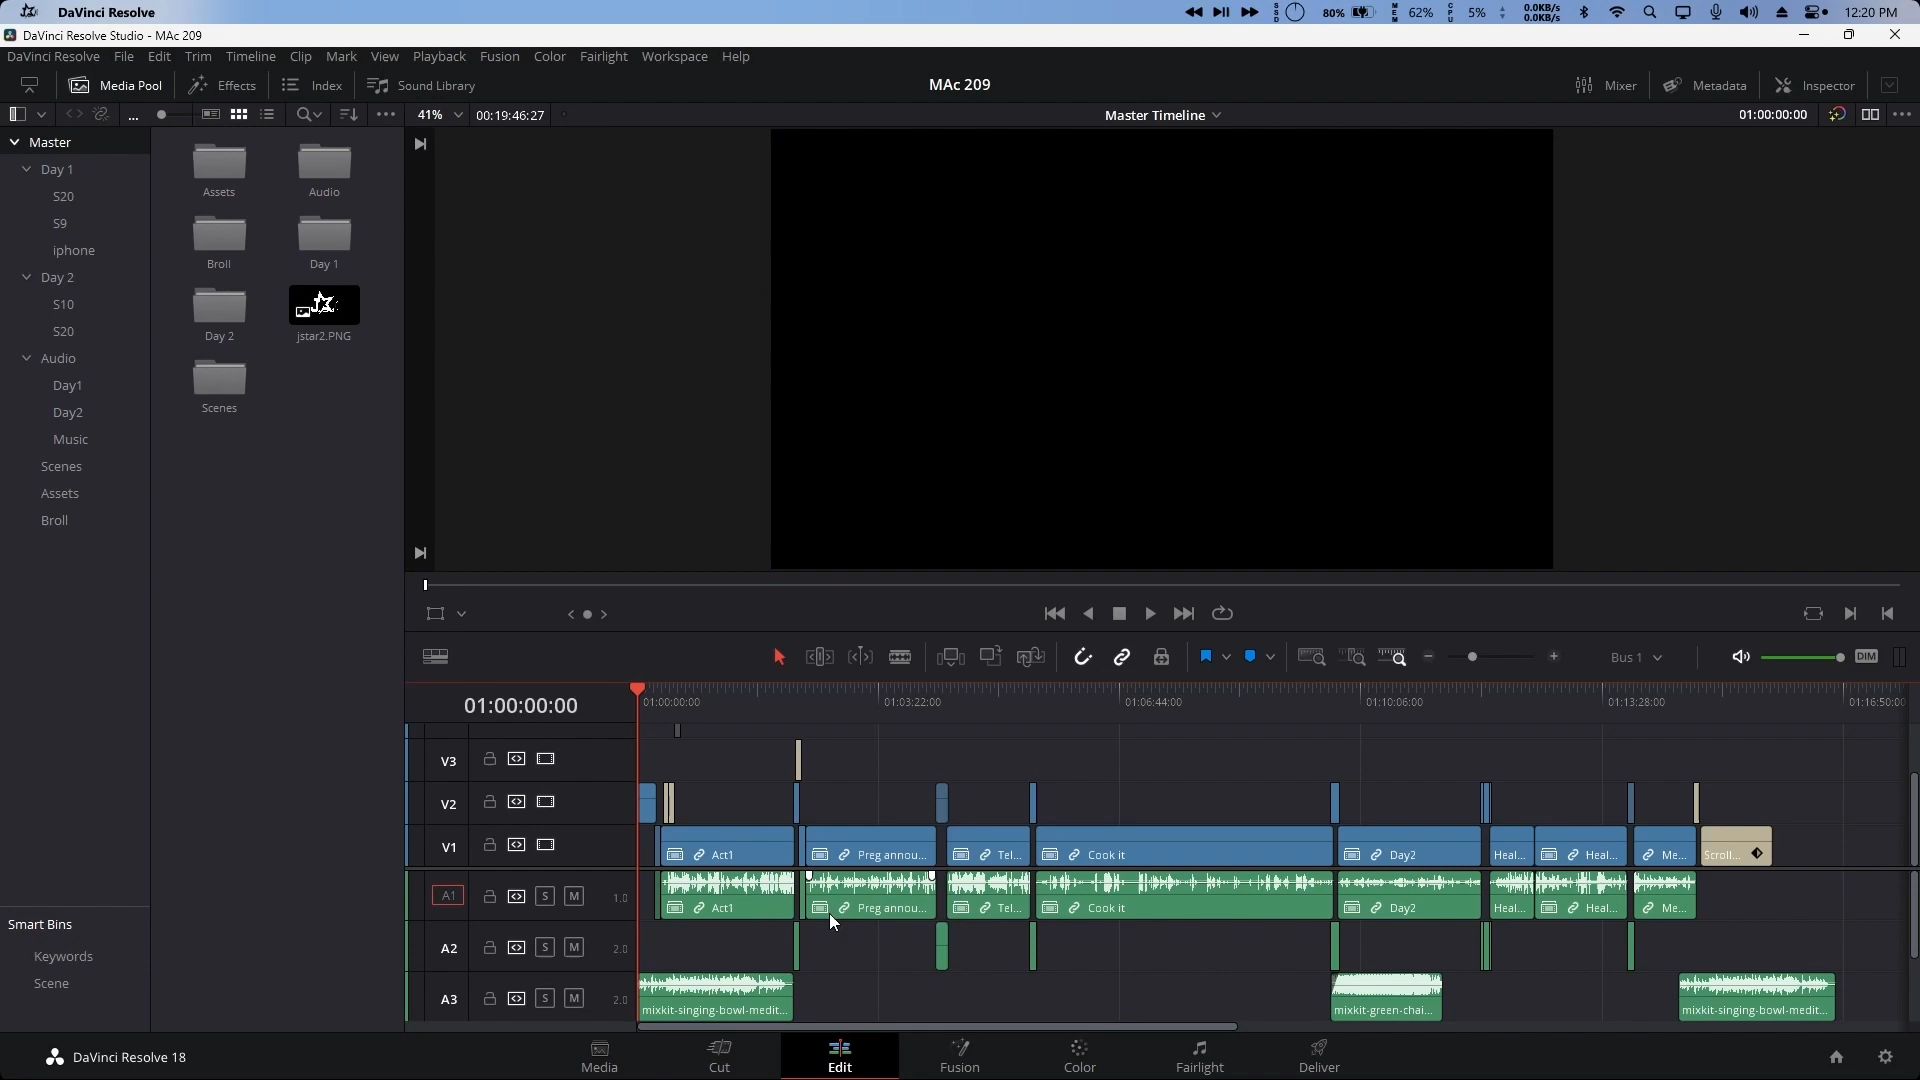 DaVinci Resolve
SSD
80%
MEM
62%
CPU
5%
0.0KB/s
0.0KB/s
12:20 PM
DaVinci Resolve Studio - MAc 209
DaVinci Resolve File Edit Trim Timeline Clip Mark View Playback Fusion Color Fairlight Workspace Help
Media Pool Effects Index Sound Library MAc 209 Mixer Metadata Inspector
... 41% 00:19:46:27 Master Timeline 01:00:00:00
Master
Day 1
S20
S9
iphone
Day 2
S10
S20
Audio
Day1
Day2
Music
Scenes
Assets
Broll
Smart Bins
Keywords
Scene
Assets Audio
Broll Day 1
Day 2 jstar2.PNG
Scenes
Bus 1 DIM
01:00:00:00
01:00:00:00 01:03:22:00 01:06:44:00 01:10:06:00 01:13:28:00 01:16:50:00
V3
V2
V1 Act1 Preg annou... Tel... Cook it Day2 Heal... Heal... Me... Scroll...
A1 S M 1.0 Act1 Preg annou... Tel... Cook it Day2 Heal... Heal... Me...
A2 S M 2.0
A3 S M 2.0 mixkit-singing-bowl-medit... mixkit-green-chai... mixkit-singing-bowl-medit...
DaVinci Resolve 18
Media Cut Edit Fusion Color Fairlight Deliver